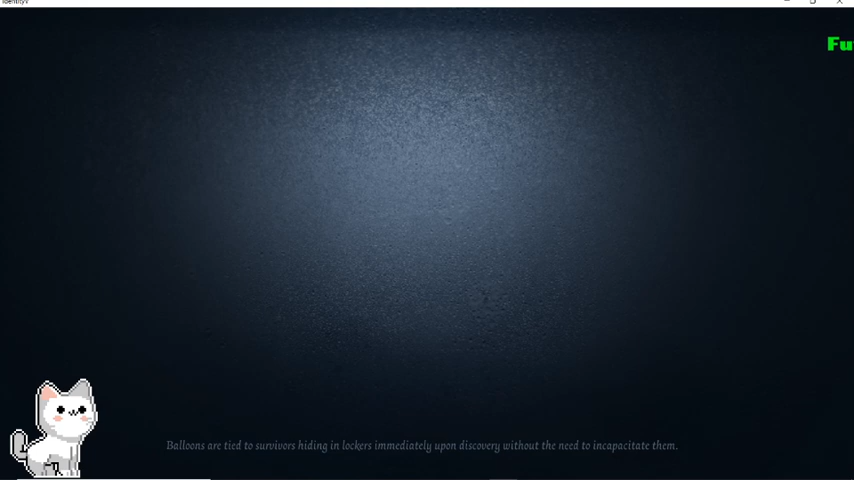 IdentityV
Fu
Balloons are tied to survivors hiding in lockers immediately upon discovery without the need to incapacitate them.